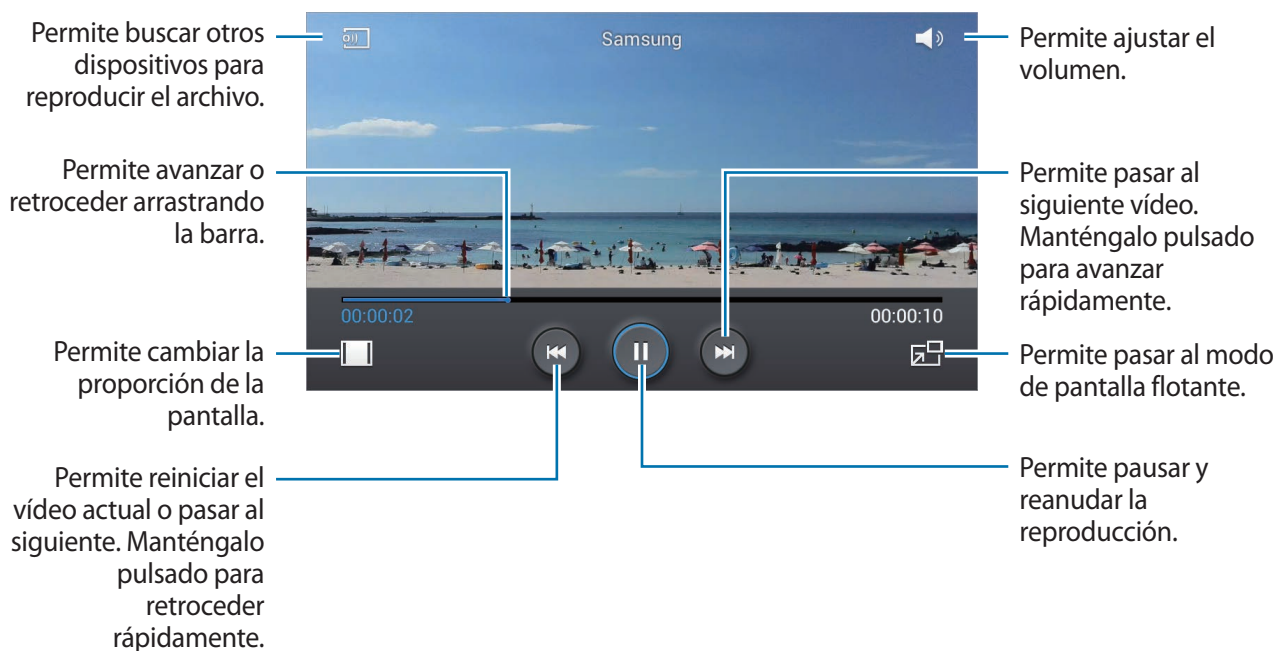 Permite buscar otros
dispositivos para
reproducir el archivo.
Samsung
Permite ajustar el
volumen.
Permite avanzar o
retroceder arrastrando
la barra.
Permite pasar al
siguiente vídeo.
Manténgalo pulsado
para avanzar
rápidamente.
00:00:02
00:00:10
Permite cambiar la
proporción de la
pantalla.
Permite pasar al modo
de pantalla flotante.
Permite reiniciar el
vídeo actual o pasar al
siguiente. Manténgalo
pulsado para
retroceder
rápidamente.
Permite pausar y
reanudar la
reproducción.